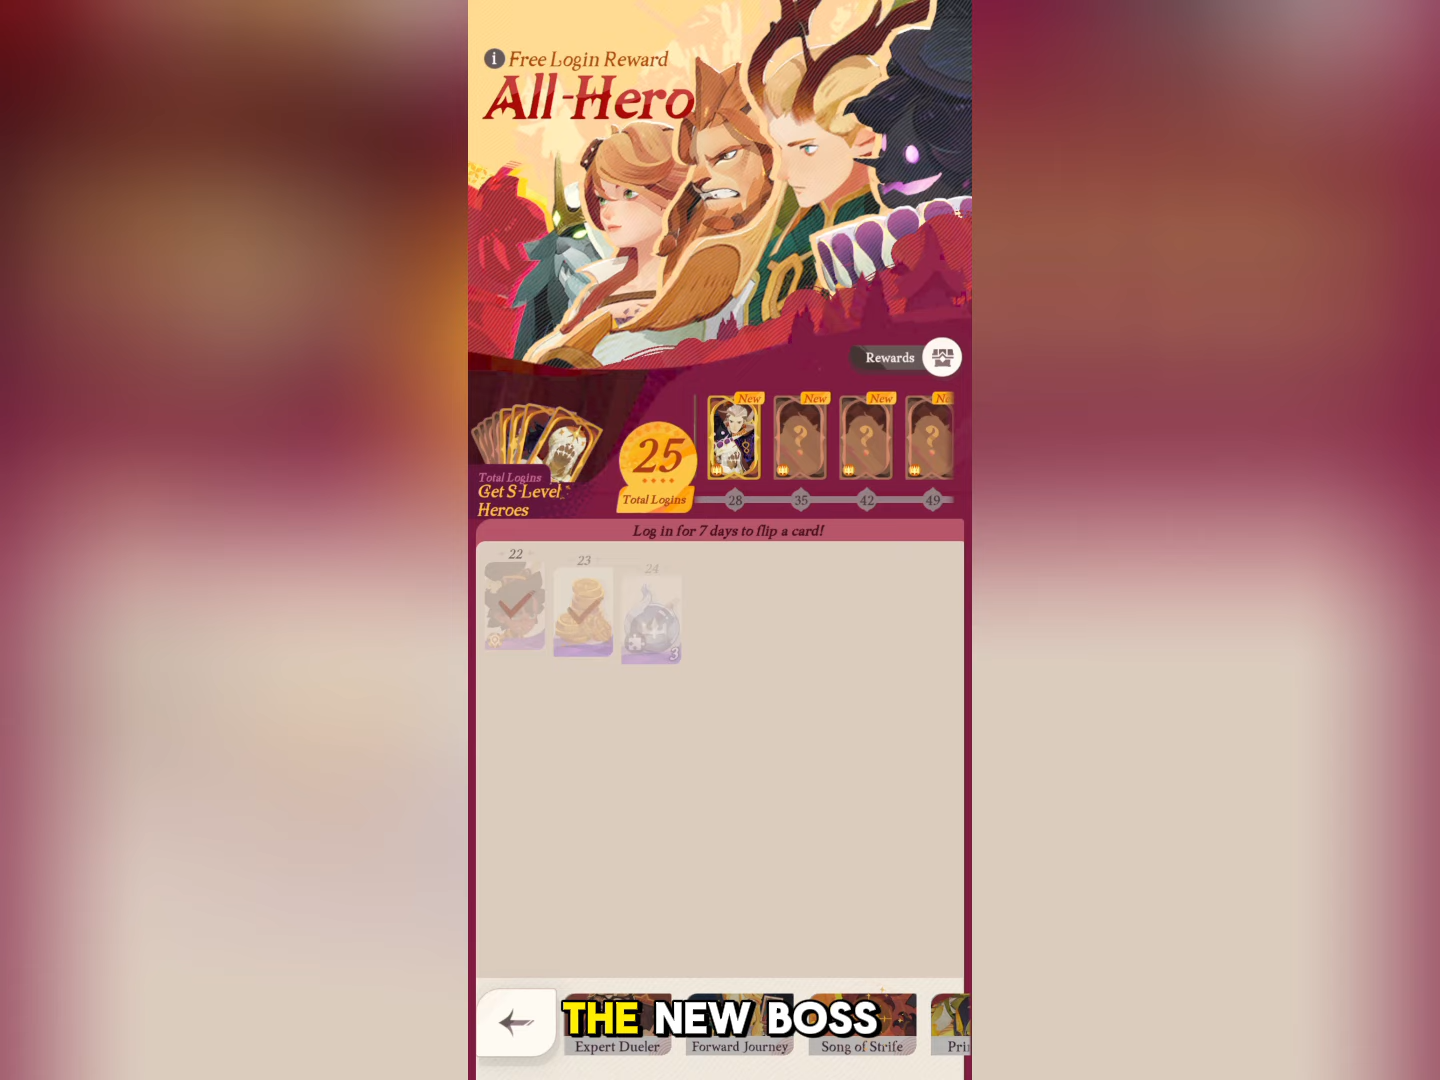 Free Login Reward
All-Hero
Rewards
New
New
New
25
Total Logins
Total Logins
Get S-Level
Heroes
28
35
42
49
Log in for 7 days to flip a card!
22
23
24
3
THE NEW BOSS
Expert Dueler
Forward Journey
Song of Strife